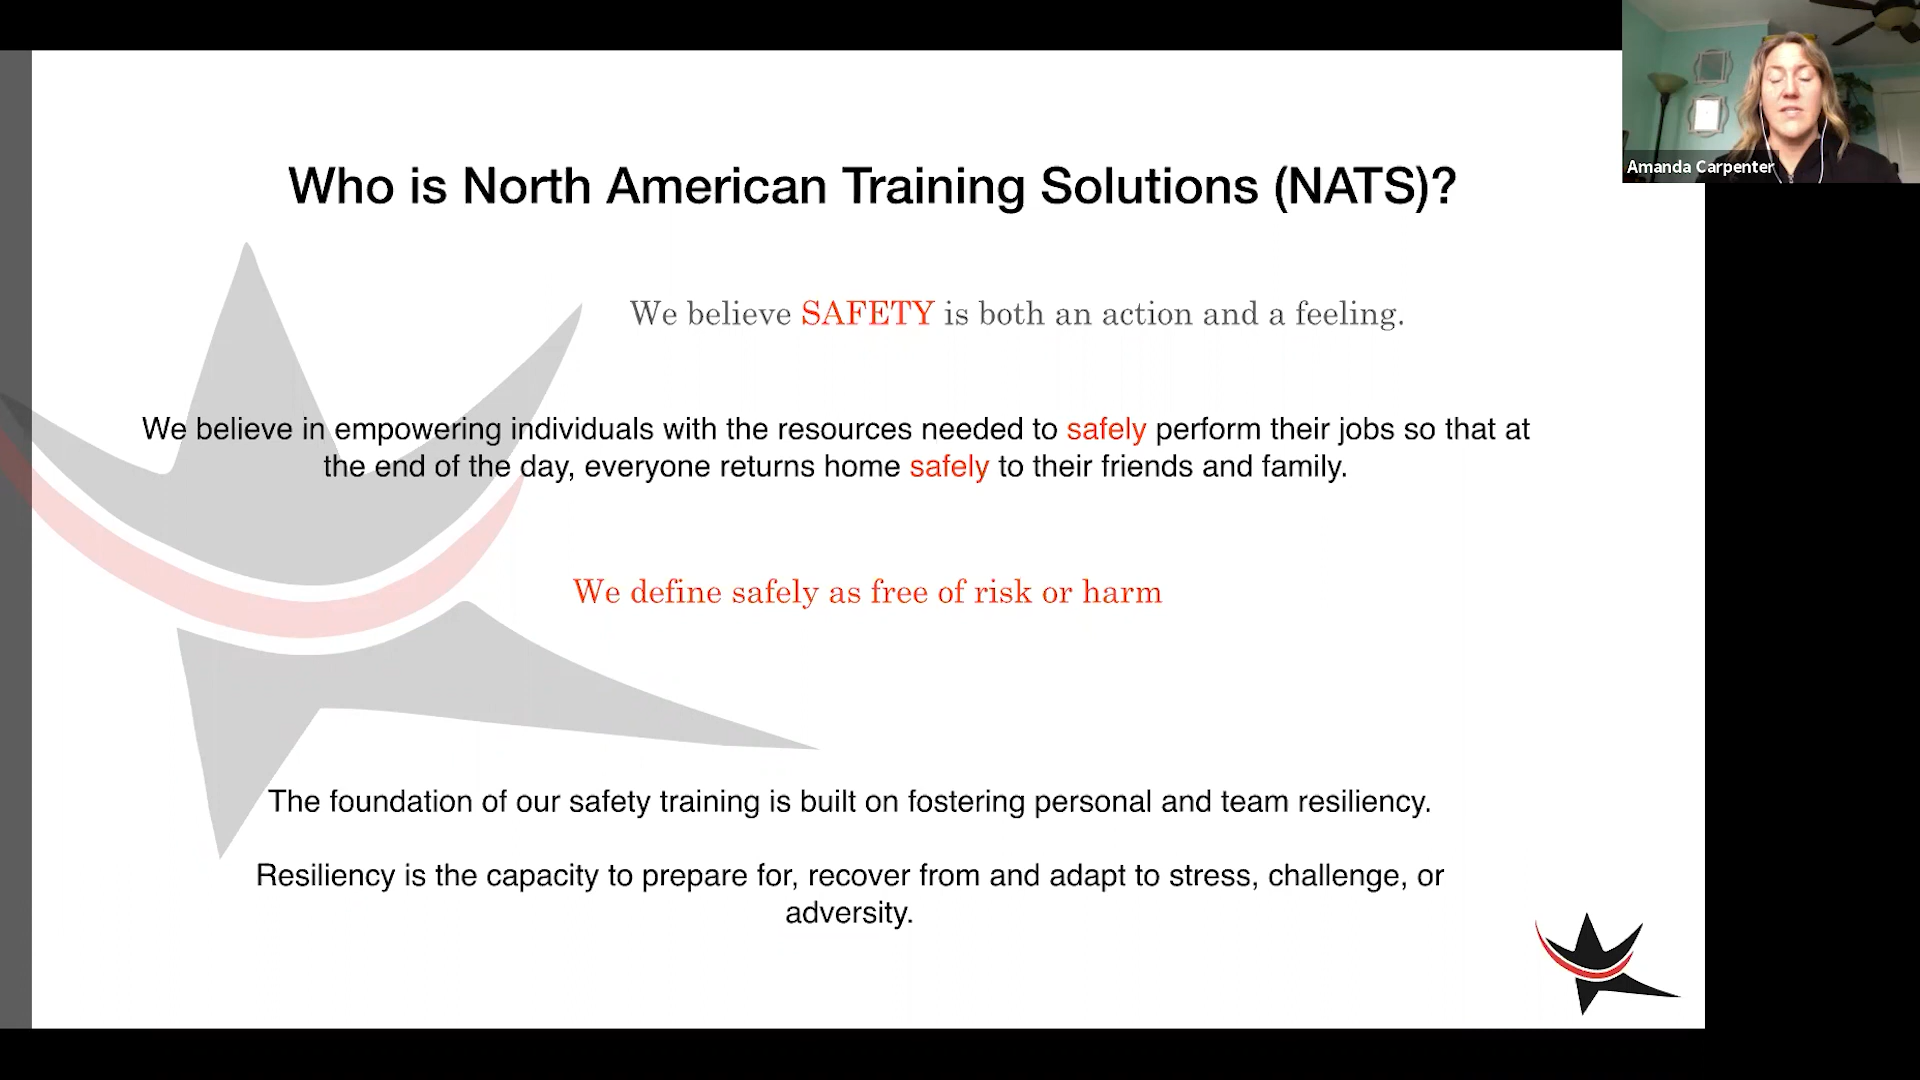 Who is North American Training Solutions (NATS)?
Amanda Carpenter
We believe SAFETY is both an action and a feeling.
We believe in empowering individuals with the resources needed to safely perform their jobs so that at
the end of the day, everyone returns home safely to their friends and family.
We define safely as free of risk or harm
The foundation of our safety training is built on fostering personal and team resiliency.
Resiliency is the capacity to prepare for, recover from and adapt to stress, challenge, or
adversity.